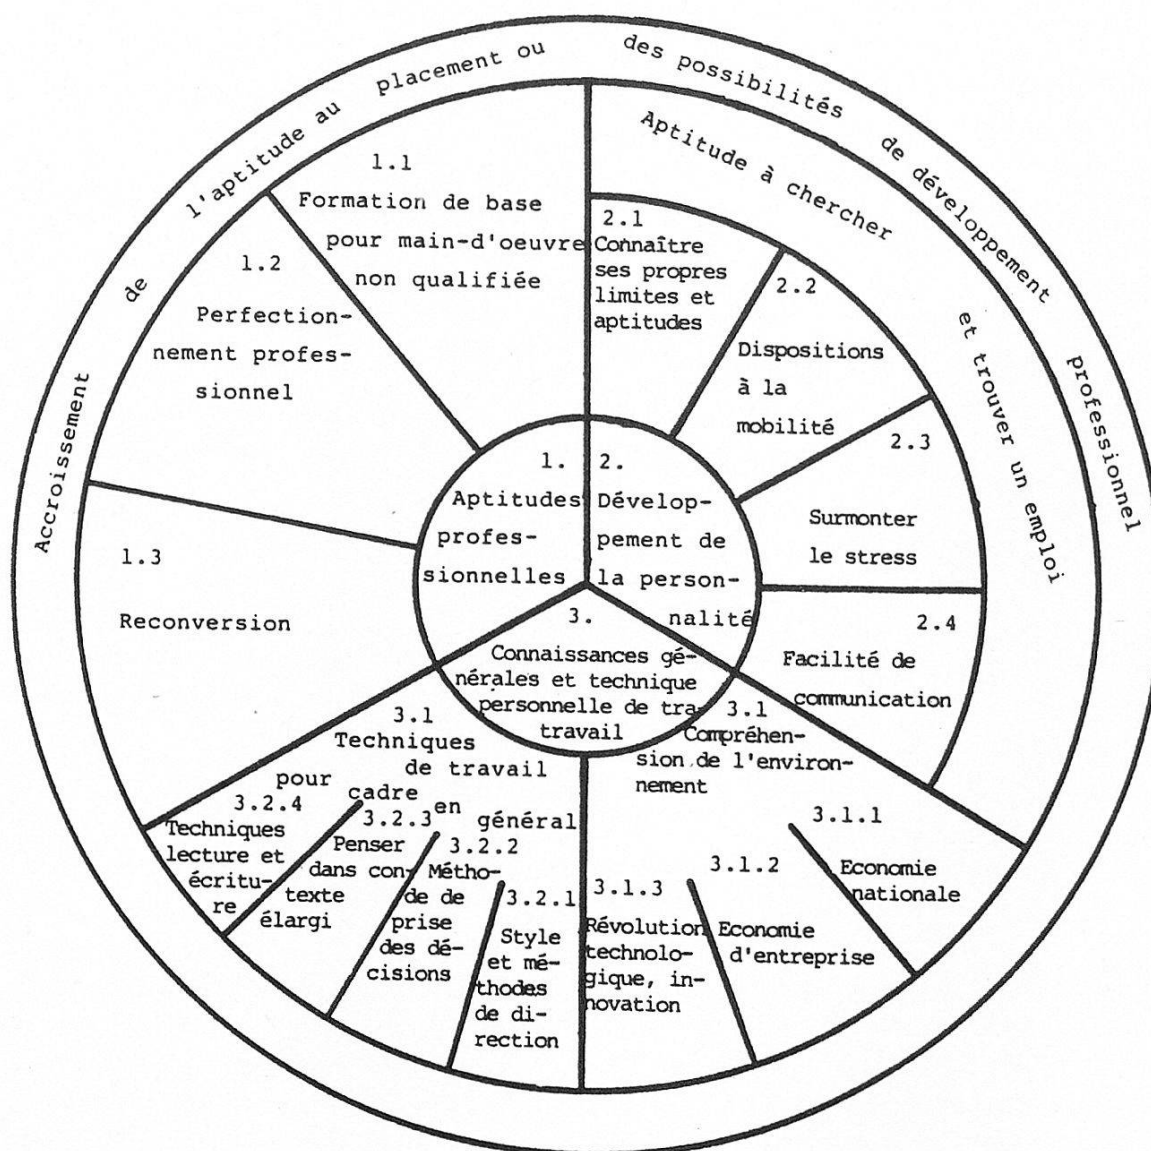 Accroissement de l'aptitude au placement ou des possibilités de développement professionnel
Aptitude à chercher et trouver un emploi
1.1
Formation de base
pour main-d'oeuvre
non qualifiée
1.2
Perfection-
nement profes-
sionnel
1.3
Reconversion
2.1
Connaître
ses propres
limites et
aptitudes
2.2
Dispositions
à la
mobilité
2.3
Surmonter
le stress
2.4
Facilité de
communication
1.
Aptitudes
profes-
sionnelles
2.
Dévelop-
pement de
la person-
nalité
3.
Connaissances gé-
nérales et technique
personnelle de tra-
travail
3.1
Techniques
de travail
pour cadre en général
3.2.4
Techniques
lecture et
écritu-
re
3.2.3
Penser
dans con-
texte
élargi
3.2.2
Métho-
de de
prise
des dé-
cisions
3.2.1
Style
et mé-
thodes
de di-
rection
3.1
Compréhen-
sion de l'environ-
nement
3.1.3
Révolution
technolo-
gique, in-
novation
3.1.2
Economie
d'entreprise
3.1.1
Economie
nationale